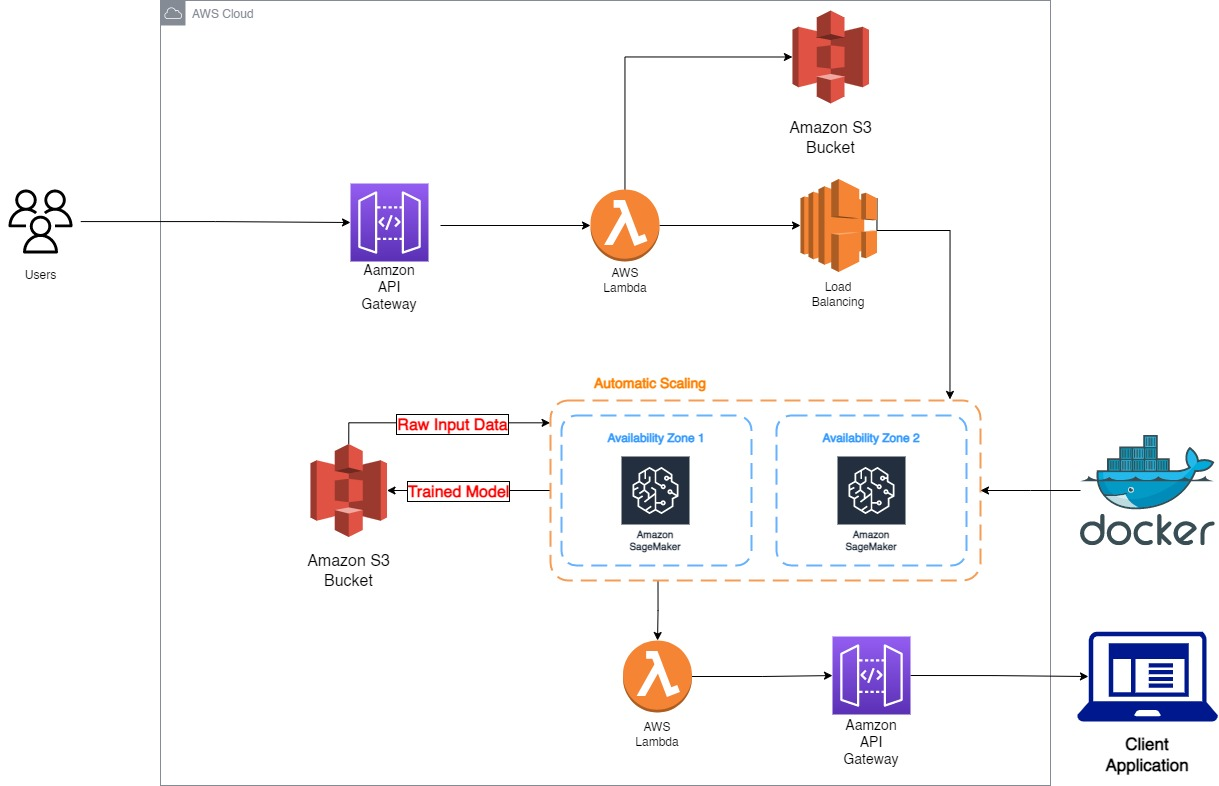 AWS Cloud
Amazon S3
Bucket
Users
Aamzon
API
Gateway
AWS
Lambda
Load
Balancing
Automatic Scaling
Raw Input Data
Trained Model
Amazon S3
Bucket
Availability Zone 1
Amazon
SageMaker
Availability Zone 2
Amazon
SageMaker
docker
AWS
Lambda
Aamzon
API
Gateway
Client
Application